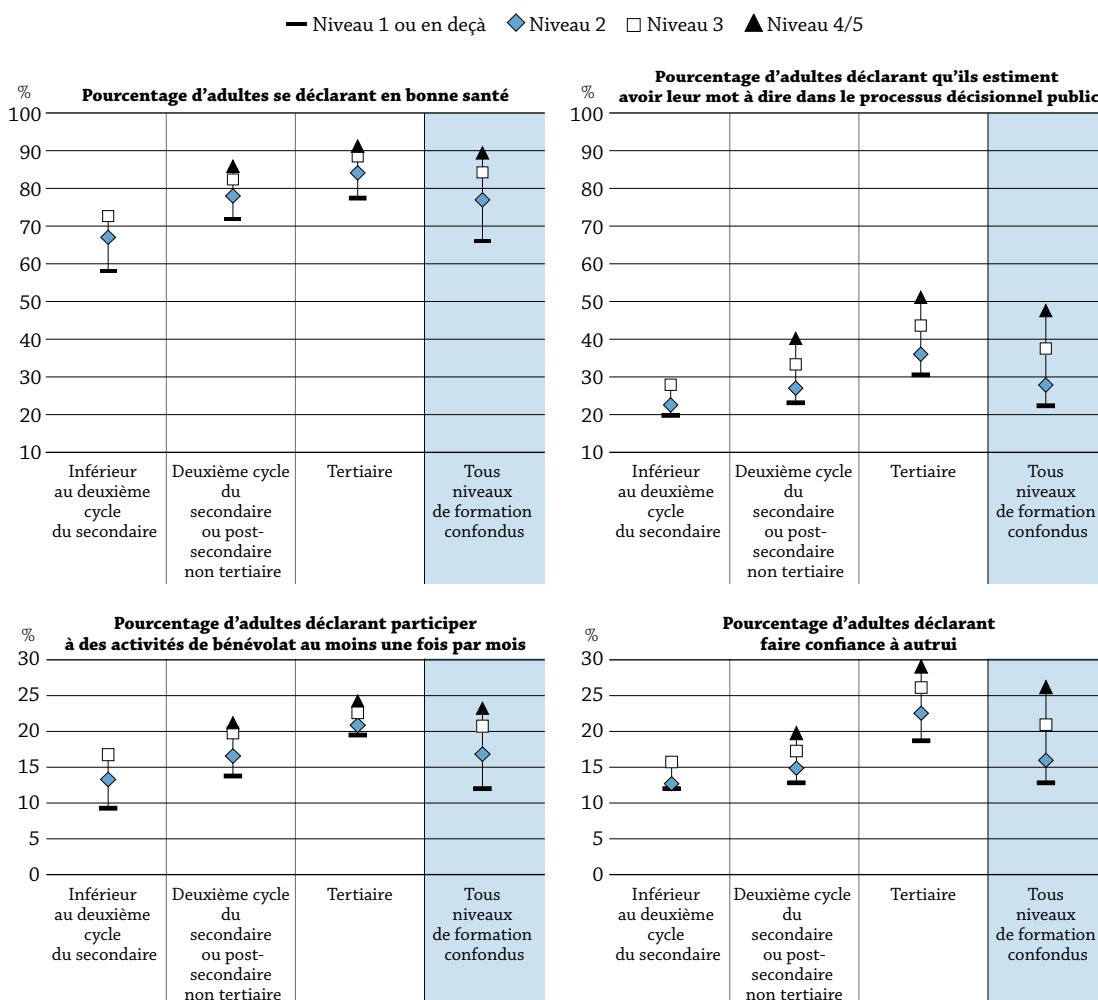 Niveau 1 ou en deçà Niveau 2 Niveau 3 Niveau 4/5
%
Pourcentage d'adultes se déclarant en bonne santé
100
90
80
70
60
50
40
30
20
10
Inférieur
au deuxième
cycle
du secondaire
Deuxième cycle
du
secondaire
ou post-
secondaire
non tertiaire
Tertiaire
Tous
niveaux
de formation
confondus
%
Pourcentage d'adultes déclarant qu'ils estiment
avoir leur mot à dire dans le processus décisionnel public
100
90
80
70
60
50
40
30
20
10
Inférieur
au deuxième
cycle
du secondaire
Deuxième cycle
du
secondaire
ou post-
secondaire
non tertiaire
Tertiaire
Tous
niveaux
de formation
confondus
%
Pourcentage d'adultes déclarant participer
à des activités de bénévolat au moins une fois par mois
30
25
20
15
10
5
0
Inférieur
au deuxième
cycle
du secondaire
Deuxième cycle
du
secondaire
ou post-
secondaire
non tertiaire
Tertiaire
Tous
niveaux
de formation
confondus
%
Pourcentage d'adultes déclarant
faire confiance à autrui
30
25
20
15
10
5
0
Inférieur
au deuxième
cycle
du secondaire
Deuxième cycle
du
secondaire
ou post-
secondaire
non tertiaire
Tertiaire
Tous
niveaux
de formation
confondus